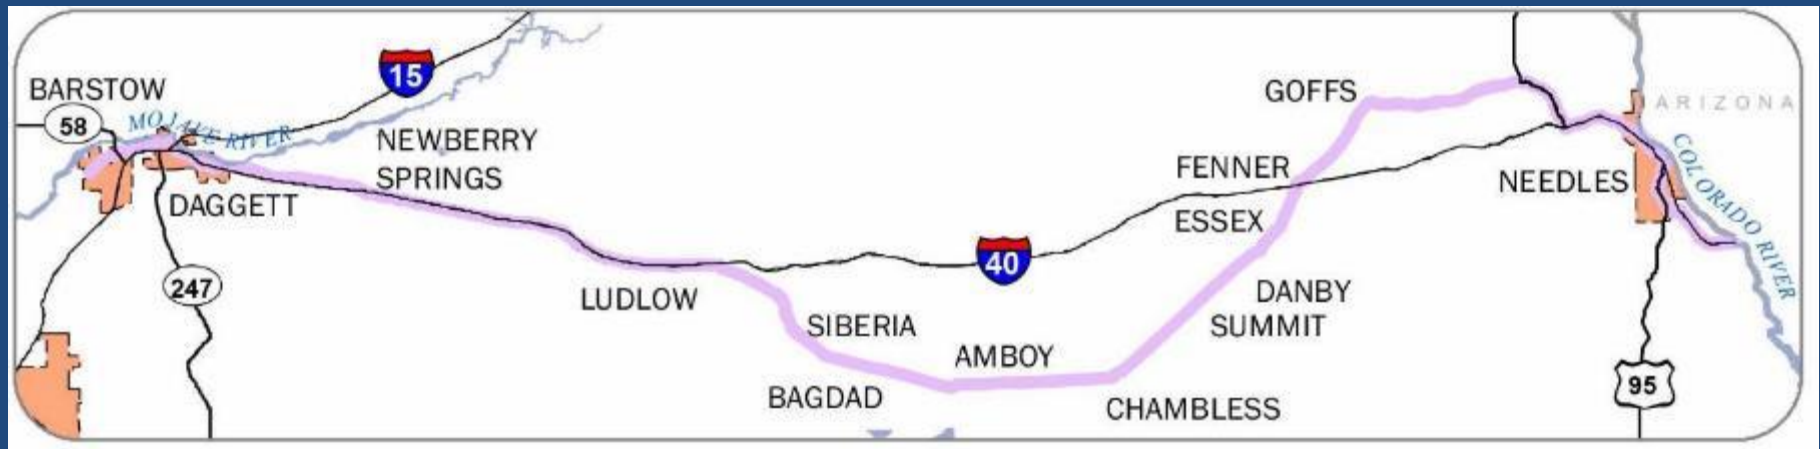 BARSTOW
58
MOJAVE RIVER
15
NEWBERRY
SPRINGS
DAGGETT
247
LUDLOW
SIBERIA
BAGDAD
AMBOY
CHAMBLESS
40
DANBY
SUMMIT
ESSEX
FENNER
GOFFS
NEEDLES
ARIZONA
COLORADO RIVER
95